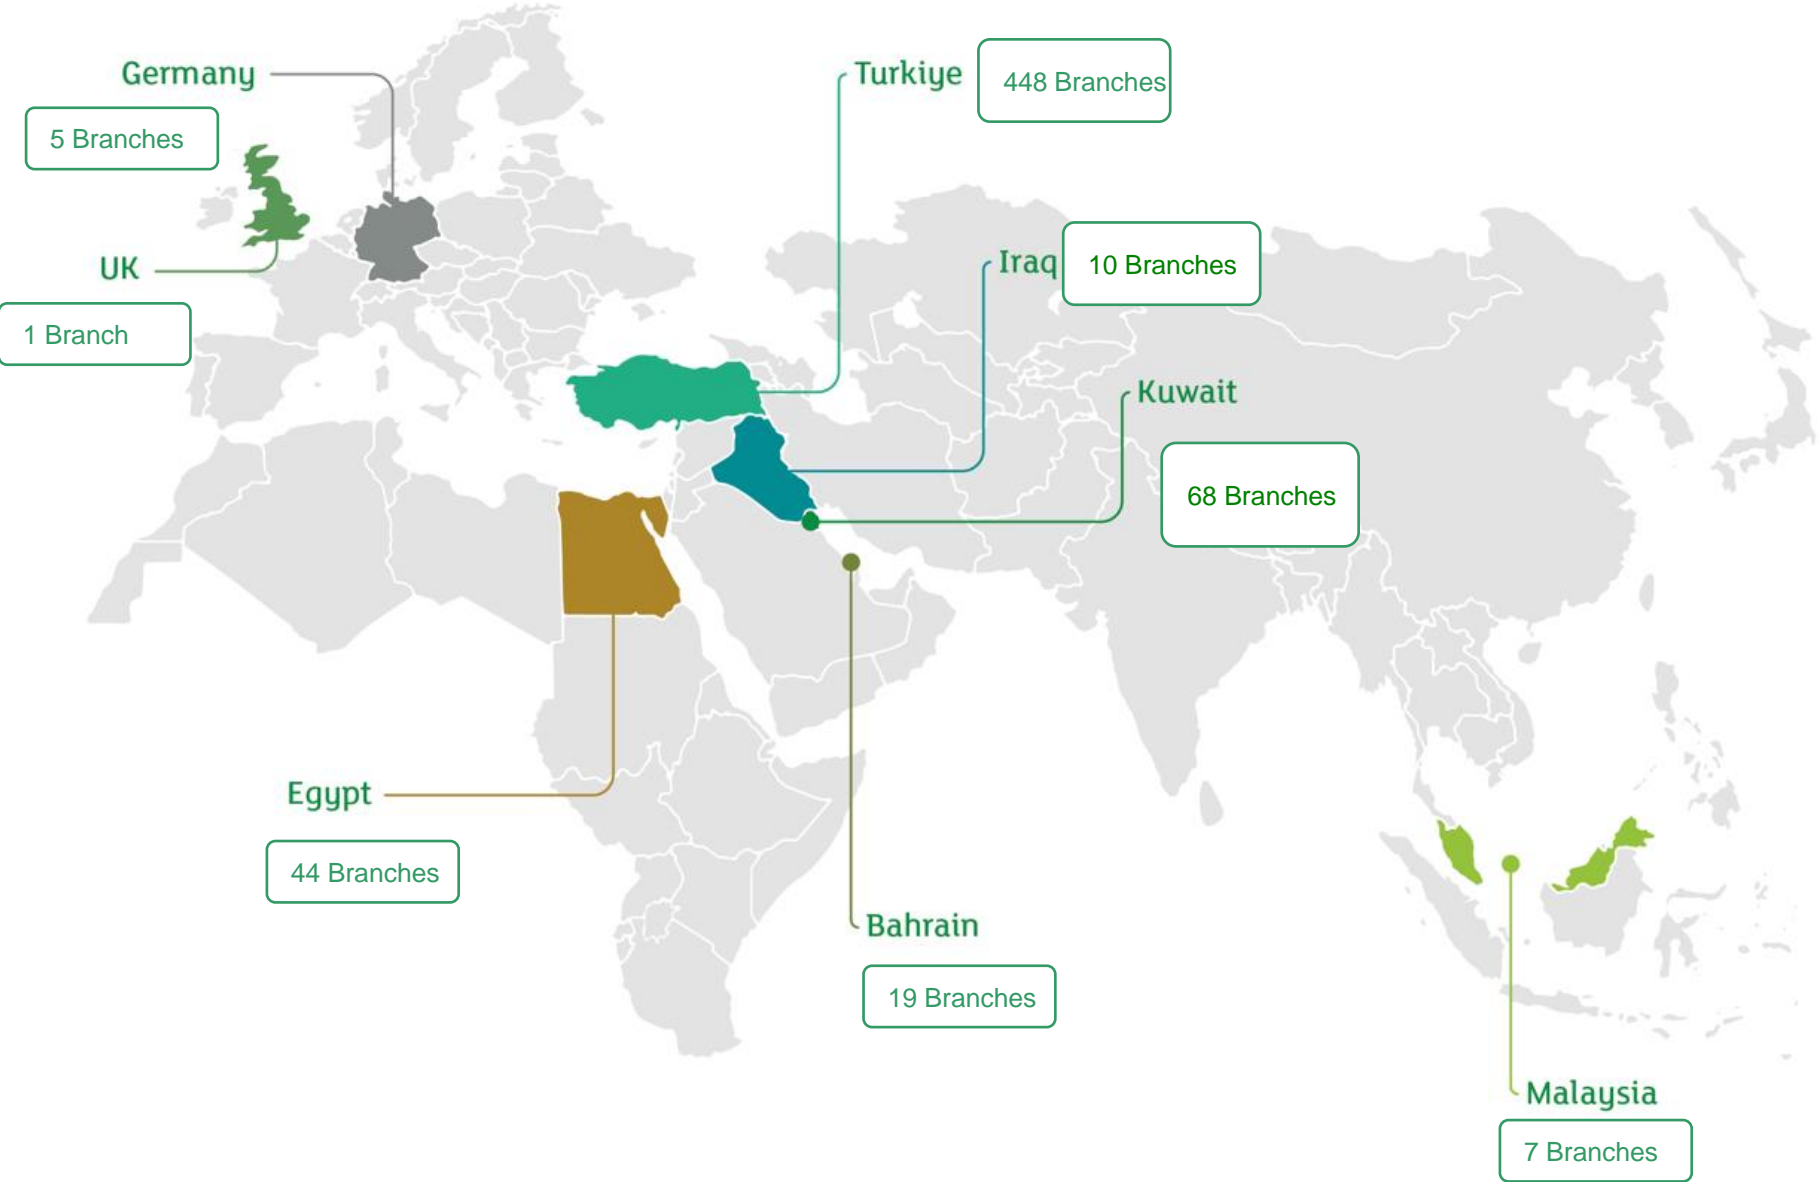 Germany
5 Branches
UK
1 Branch
Turkiye
448 Branches
Iraq
10 Branches
Kuwait
68 Branches
Egypt
44 Branches
Bahrain
19 Branches
Malaysia
7 Branches